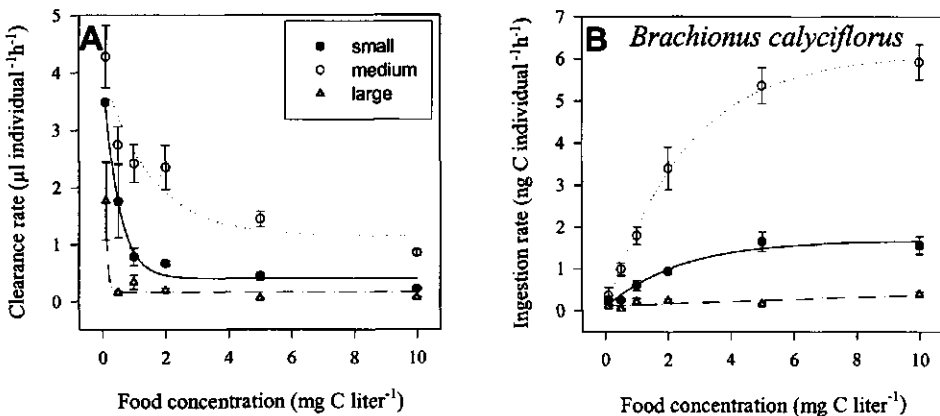 A
small
medium
large
5
4
3
2
1
0
Clearance rate (µl individual⁻¹h⁻¹)
0 2 4 6 8 10
Food concentration (mg C liter⁻¹)
B Brachionus calyciflorus
7
6
5
4
3
2
1
0
Ingestion rate (ng C individual⁻¹h⁻¹)
0 2 4 6 8 10
Food concentration (mg C liter⁻¹)